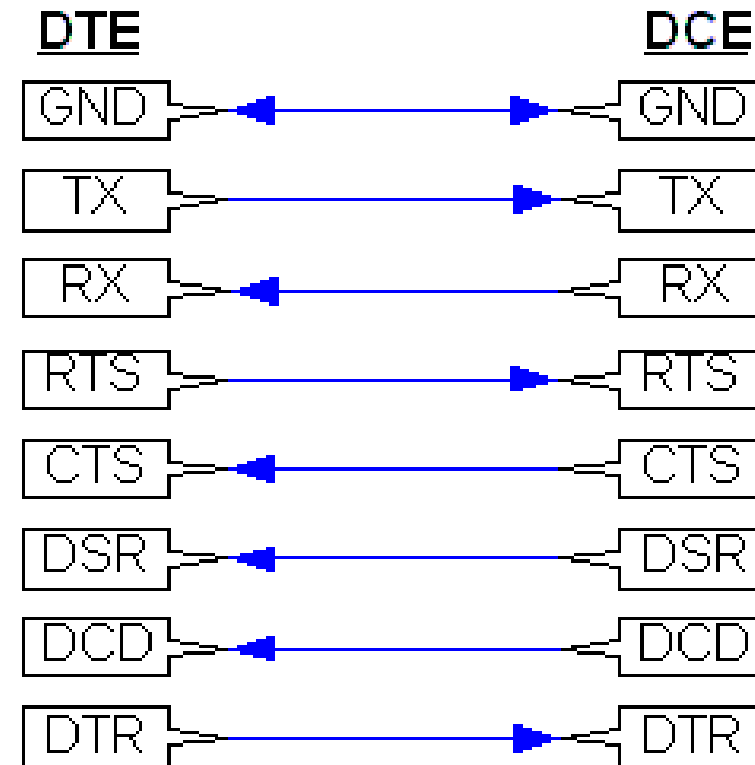 DTE DCE
GND GND
TX TX
RX RX
RTS RTS
CTS CTS
DSR DSR
DCD DCD
DTR DTR